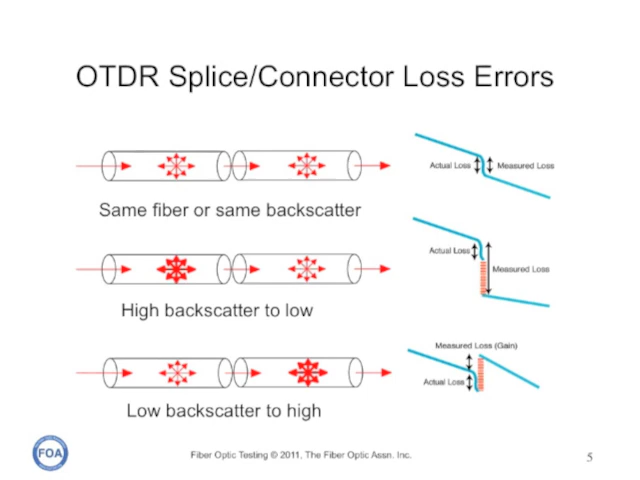 OTDR Splice/Connector Loss Errors
Actual Loss Measured Loss
Same fiber or same backscatter
Actual Loss
Measured Loss
High backscatter to low
Measured Loss (Gain)
Actual Loss
Low backscatter to high
FOA
Fiber Optic Testing © 2011, The Fiber Optic Assn. Inc.
5